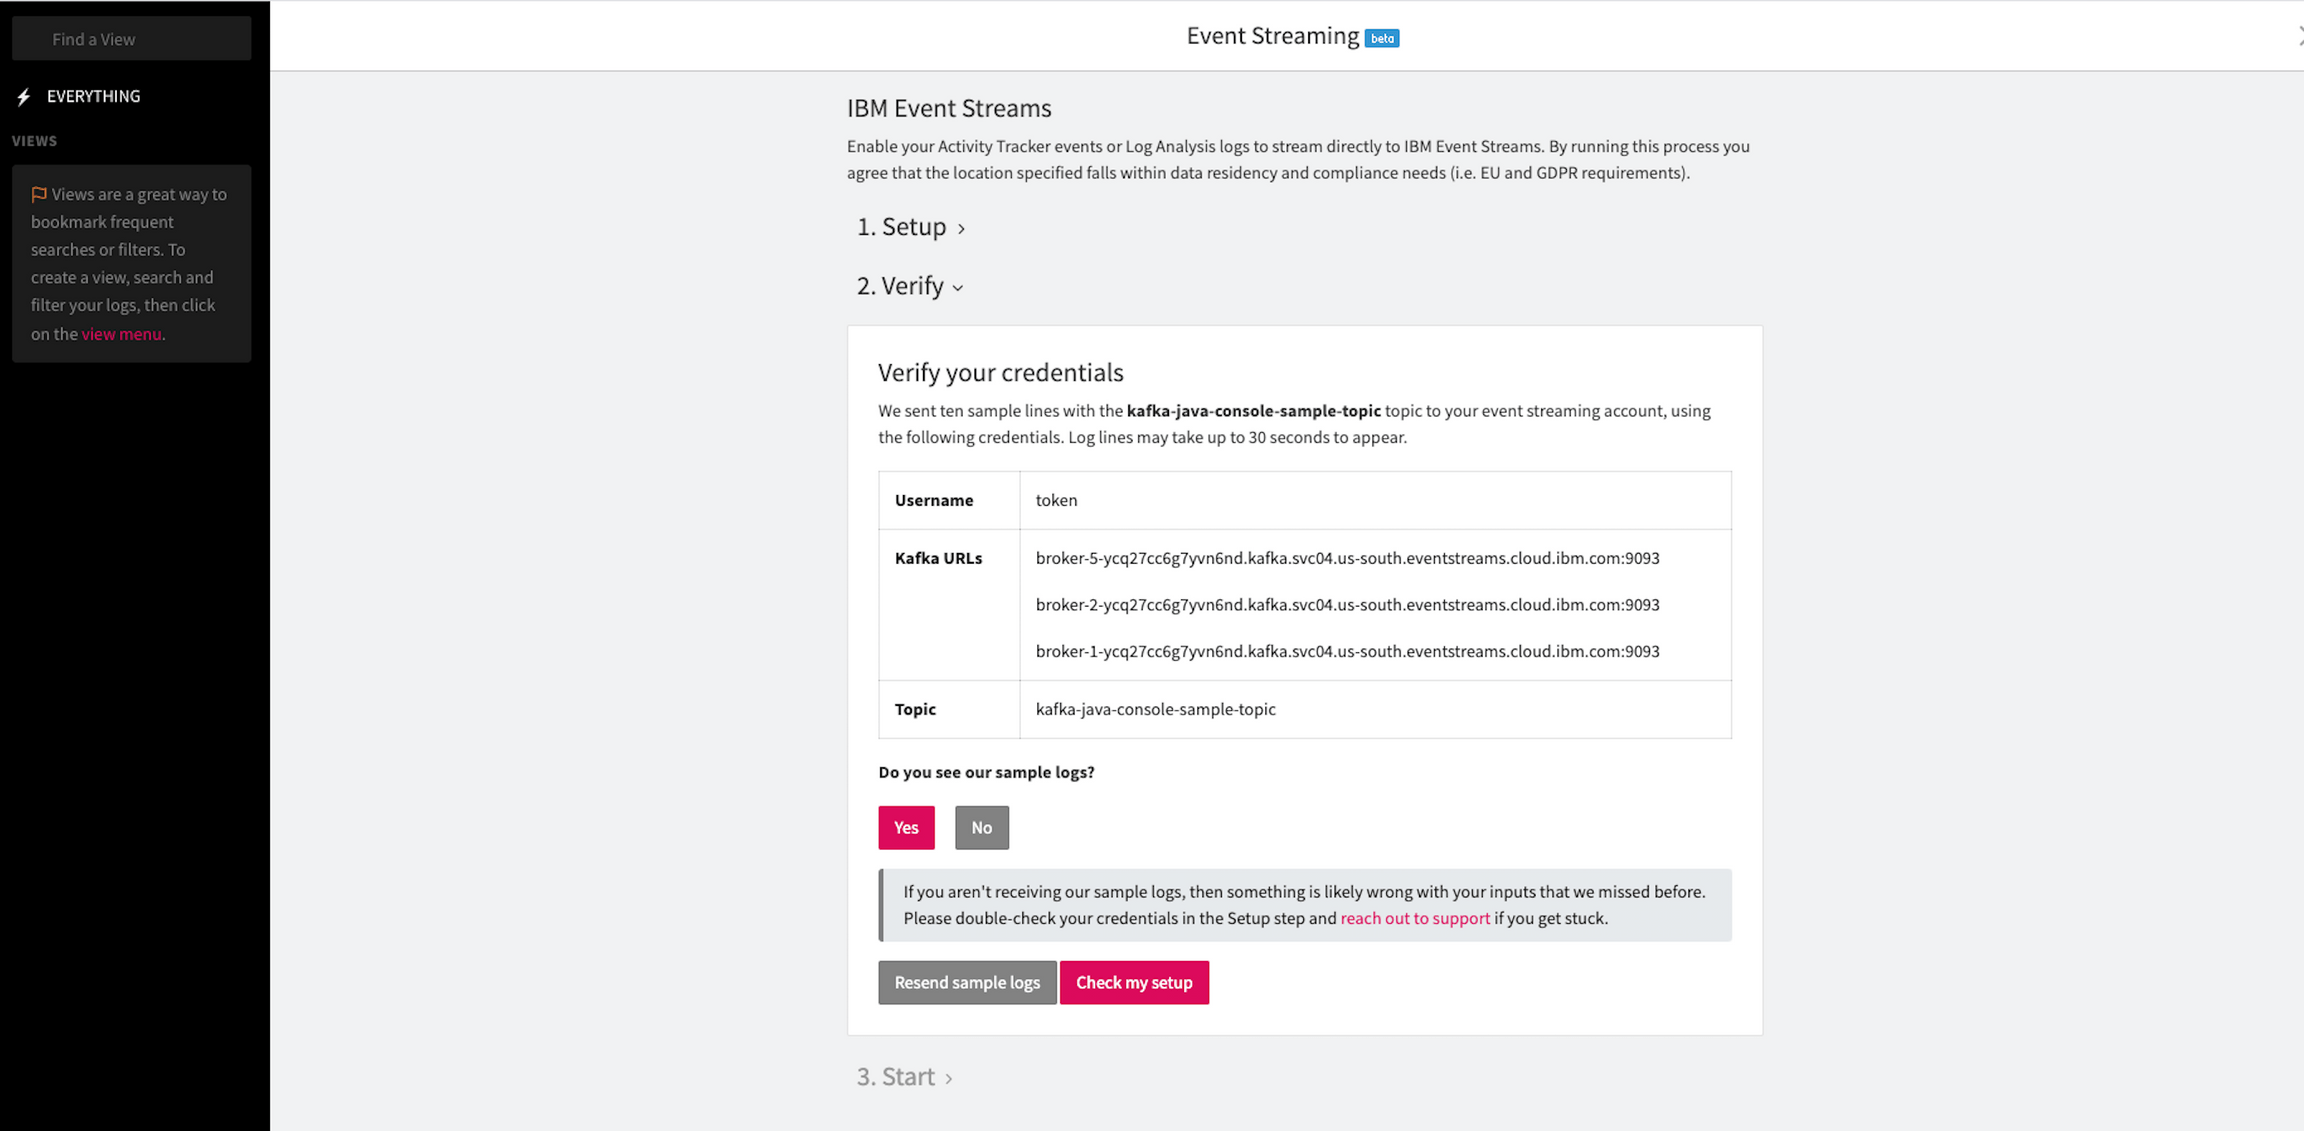 Find a View
EVERYTHING
VIEWS
Views are a great way to
bookmark frequent
searches or filters. To
create a view, search and
filter your logs, then click
on the view menu.
Event Streaming beta
IBM Event Streams
Enable your Activity Tracker events or Log Analysis logs to stream directly to IBM Event Streams. By running this process you
agree that the location specified falls within data residency and compliance needs (i.e. EU and GDPR requirements).
1. Setup
2. Verify
Verify your credentials
We sent ten sample lines with the kafka-java-console-sample-topic topic to your event streaming account, using
the following credentials. Log lines may take up to 30 seconds to appear.
Username token
Kafka URLs broker-5-ycq27cc6g7yvn6nd.kafka.svc04.us-south.eventstreams.cloud.ibm.com:9093
broker-2-ycq27cc6g7yvn6nd.kafka.svc04.us-south.eventstreams.cloud.ibm.com:9093
broker-1-ycq27cc6g7yvn6nd.kafka.svc04.us-south.eventstreams.cloud.ibm.com:9093
Topic kafka-java-console-sample-topic
Do you see our sample logs?
Yes No
If you aren't receiving our sample logs, then something is likely wrong with your inputs that we missed before.
Please double-check your credentials in the Setup step and reach out to support if you get stuck.
Resend sample logs Check my setup
3. Start